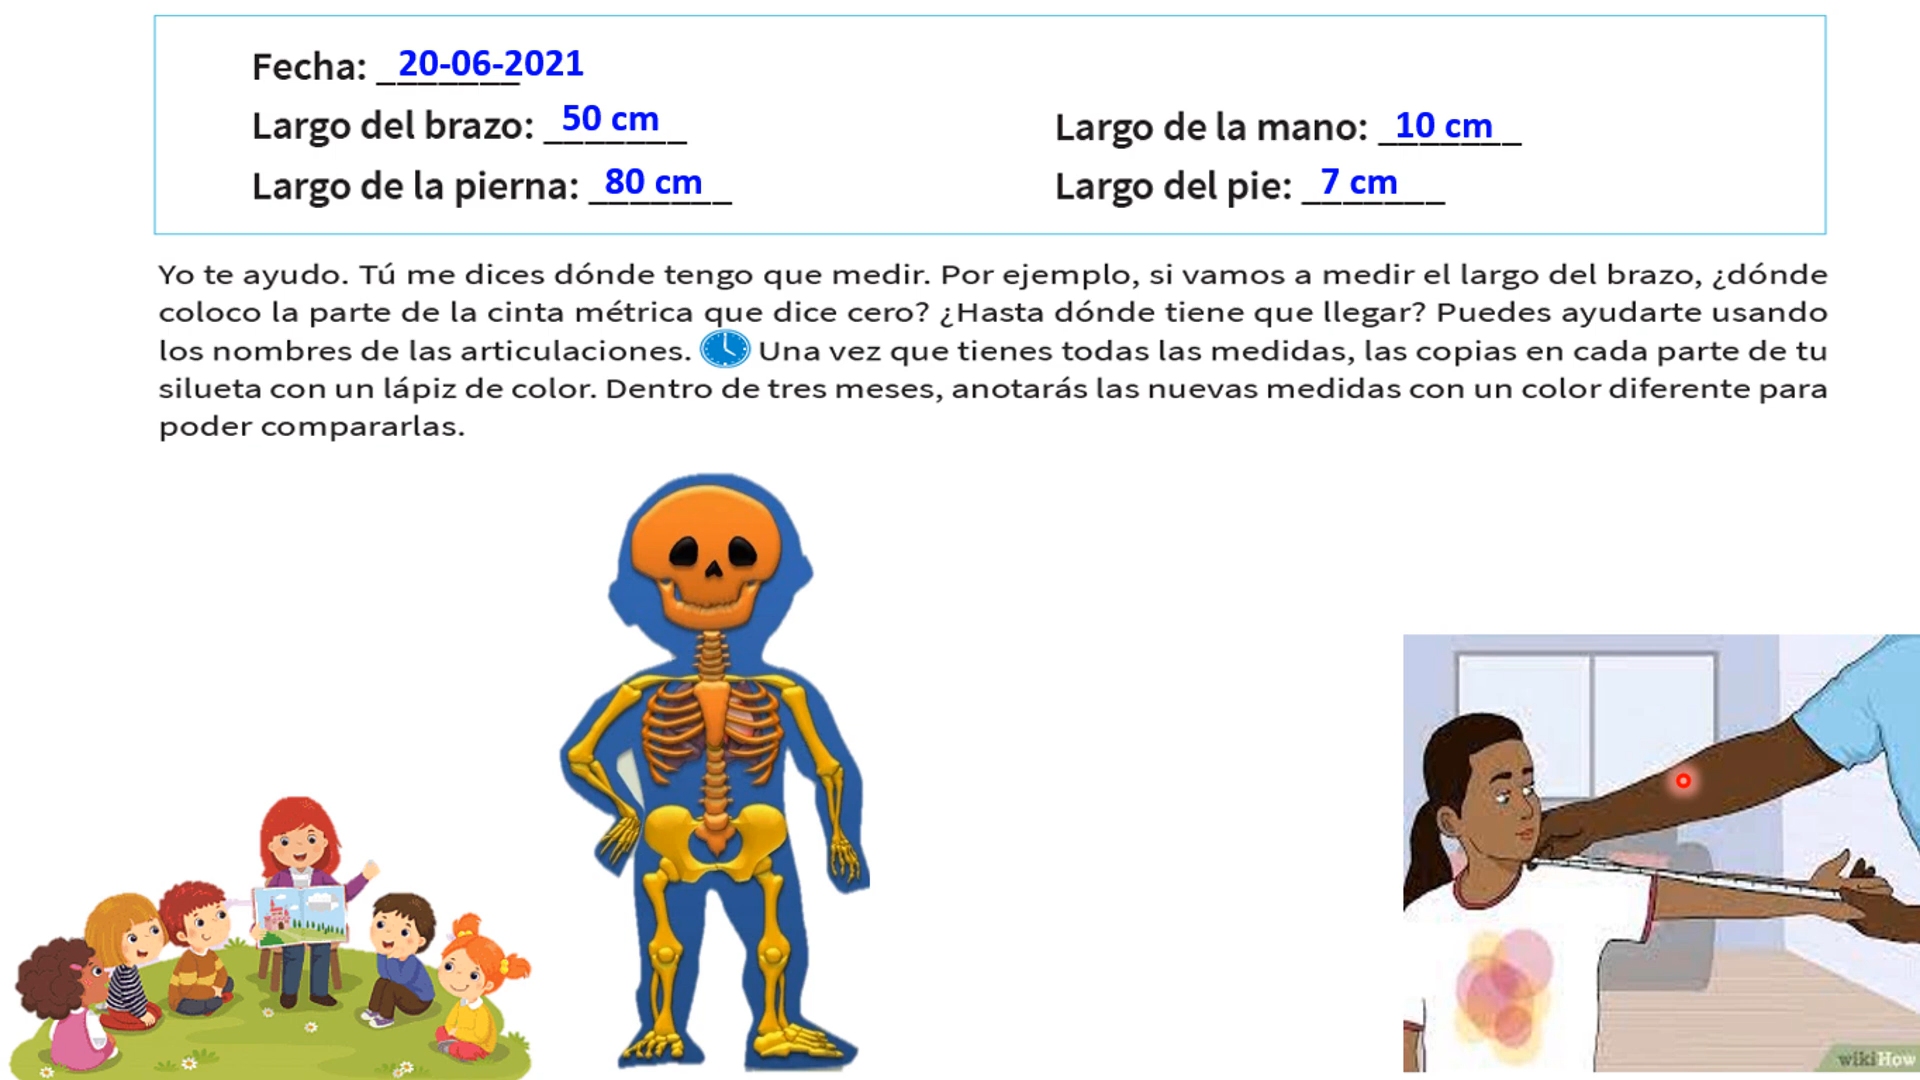 Fecha: _______ 20-06-2021
Largo del brazo: _______ 50 cm
Largo de la mano: _______ 10 cm
Largo de la pierna: _______ 80 cm
Largo del pie: _______ 7 cm
Yo te ayudo. Tú me dices dónde tengo que medir. Por ejemplo, si vamos a medir el largo del brazo, ¿dónde
coloco la parte de la cinta métrica que dice cero? ¿Hasta dónde tiene que llegar? Puedes ayudarte usando
los nombres de las articulaciones. Una vez que tienes todas las medidas, las copias en cada parte de tu
silueta con un lápiz de color. Dentro de tres meses, anotarás las nuevas medidas con un color diferente para
poder compararlas.
wikiHow